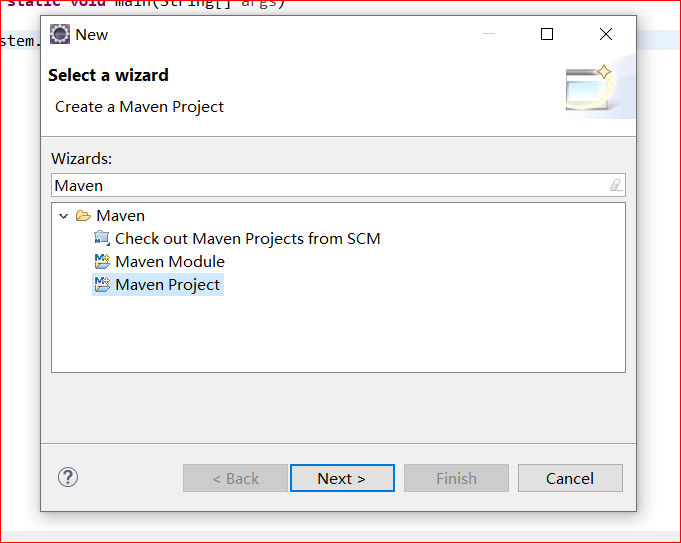 static void main(String[] args)
stem.
New
Select a wizard
Create a Maven Project
Wizards:
Maven
Maven
Check out Maven Projects from SCM
Maven Module
Maven Project
? < Back Next > Finish Cancel